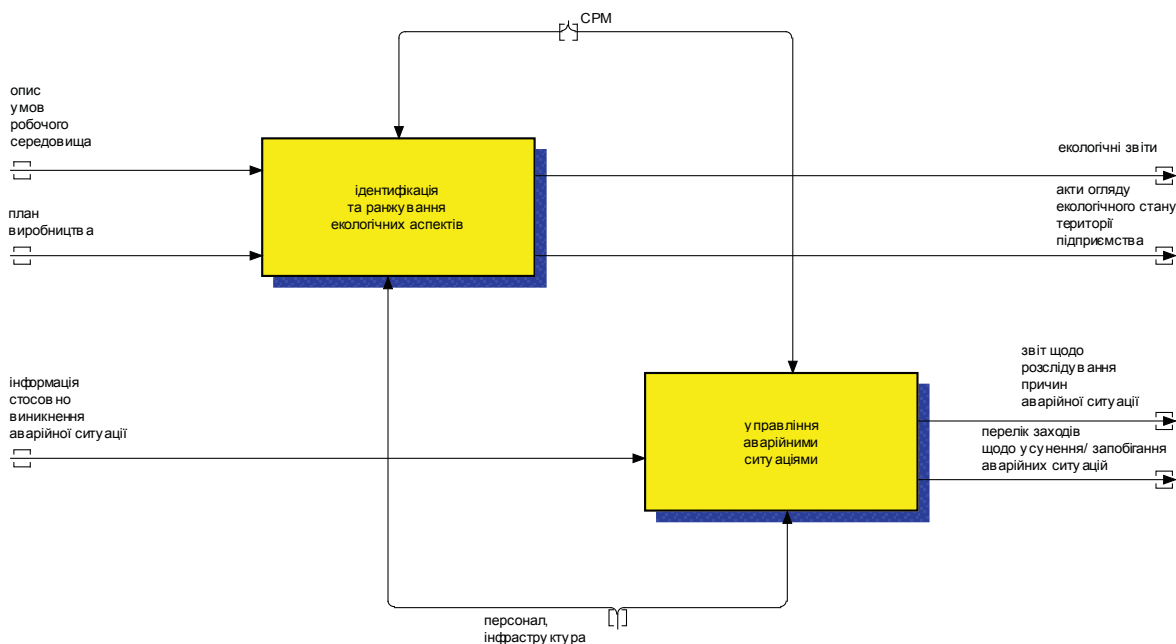 СРМ
опис
умов
робочого
середовища
ідентифікація
та ранжування
екологічних аспектів
екологічні звіти
план
виробництва
акти огляду
екологічного стану
території
підприємства
інформація
стосовно
виникнення
аварійної ситуації
управління
аварійними
ситуаціями
звіт щодо
розслідування
причин
аварійної ситуації
перелік заходів
щодо усунення/ запобігання
аварійних ситуацій
персонал,
інфраструктура